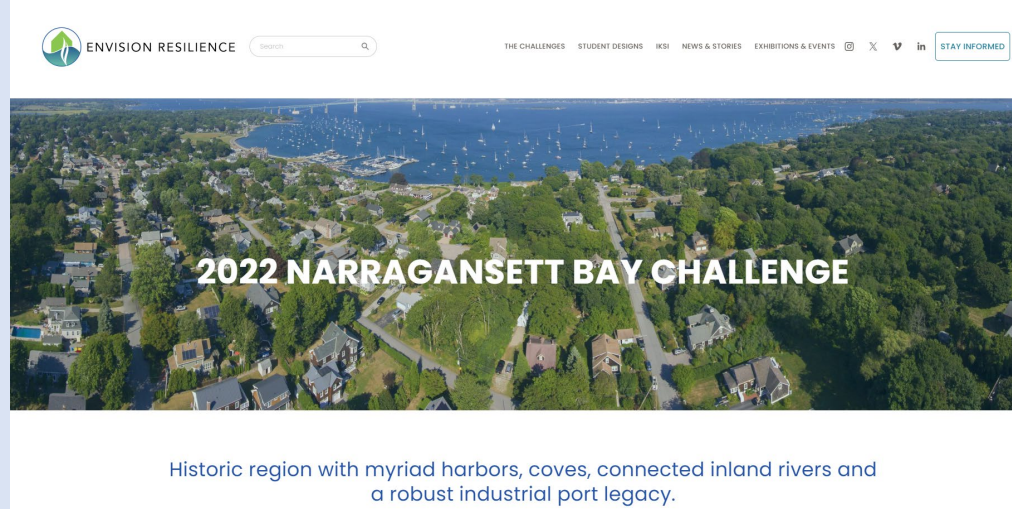 ENVISION RESILIENCE
Search
THE CHALLENGES STUDENT DESIGNS IKSI NEWS & STORIES EXHIBITIONS & EVENTS
STAY INFORMED
2022 NARRAGANSETT BAY CHALLENGE
Historic region with myriad harbors, coves, connected inland rivers and
a robust industrial port legacy.